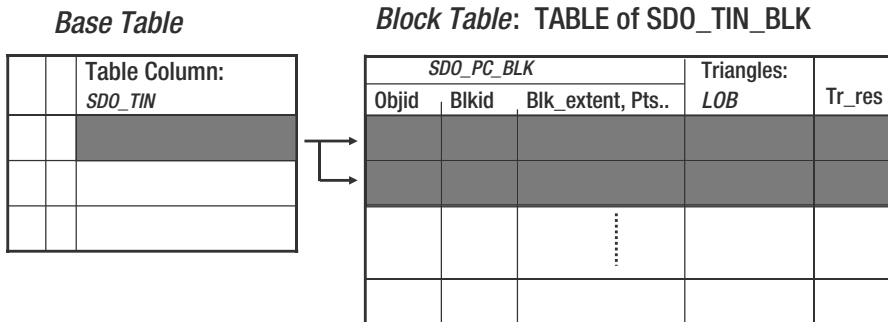 Base Table
Block Table: TABLE of SDO_TIN_BLK
Table Column:
SDO_TIN
SDO_PC_BLK
Triangles:
Objid Blkid Blk_extent, Pts.. LOB Tr_res